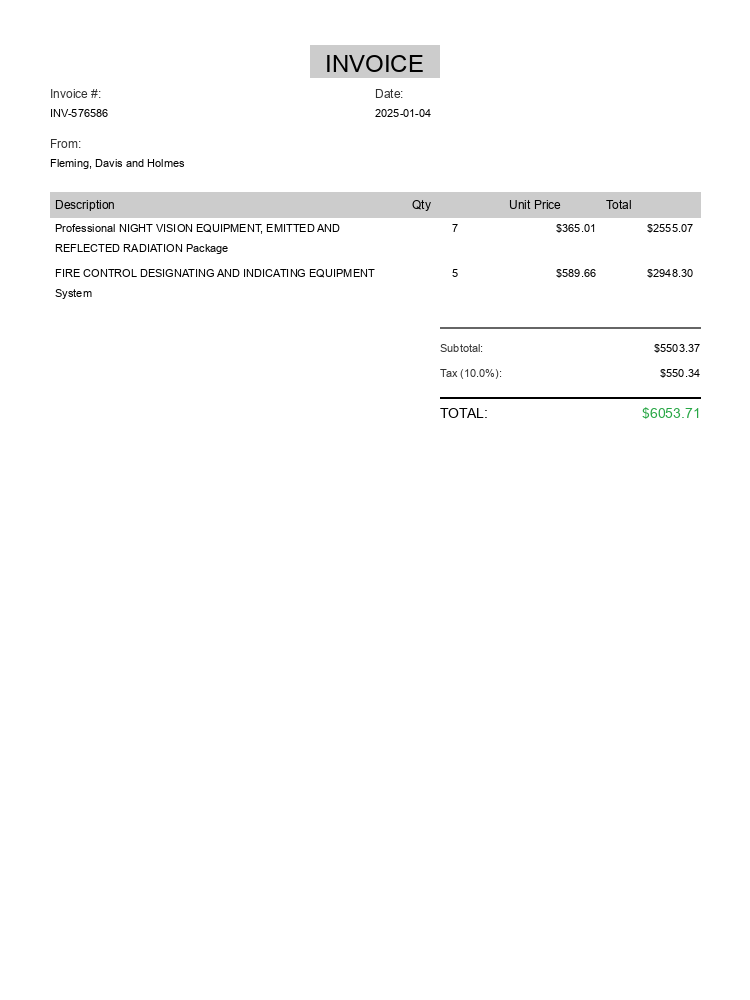 INVOICE
Invoice #: Date:
INV-576586 2025-01-04
From:
Fleming, Davis and Holmes
Description Qty Unit Price Total
Professional NIGHT VISION EQUIPMENT, EMITTED AND 7 $365.01 $2555.07
REFLECTED RADIATION Package
FIRE CONTROL DESIGNATING AND INDICATING EQUIPMENT 5 $589.66 $2948.30
System
Subtotal: $5503.37
Tax (10.0%): $550.34
TOTAL: $6053.71